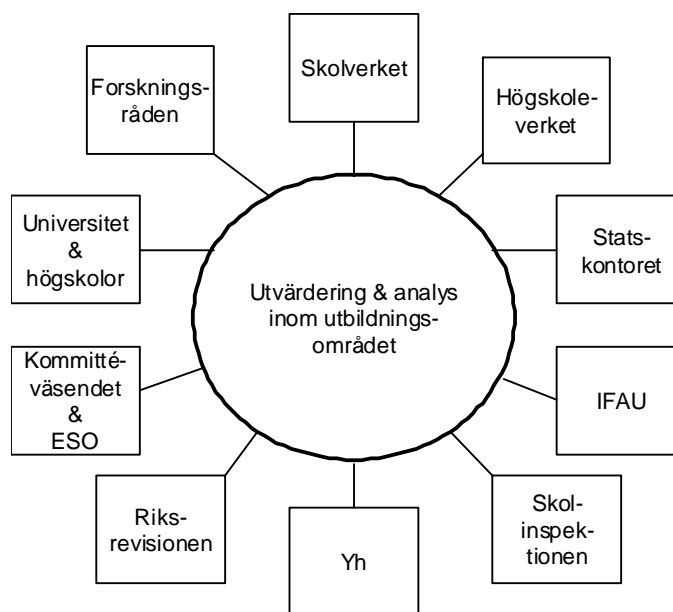 Skolverket
Forsknings-
råden
Högskole-
verket
Universitet
&
högskolor
Stats-
kontoret
Utvärdering & analys
inom utbildnings-
området
Kommitté-
väsendet
&
ESO
IFAU
Riks-
revisionen
Skol-
inspek-
tionen
Yh